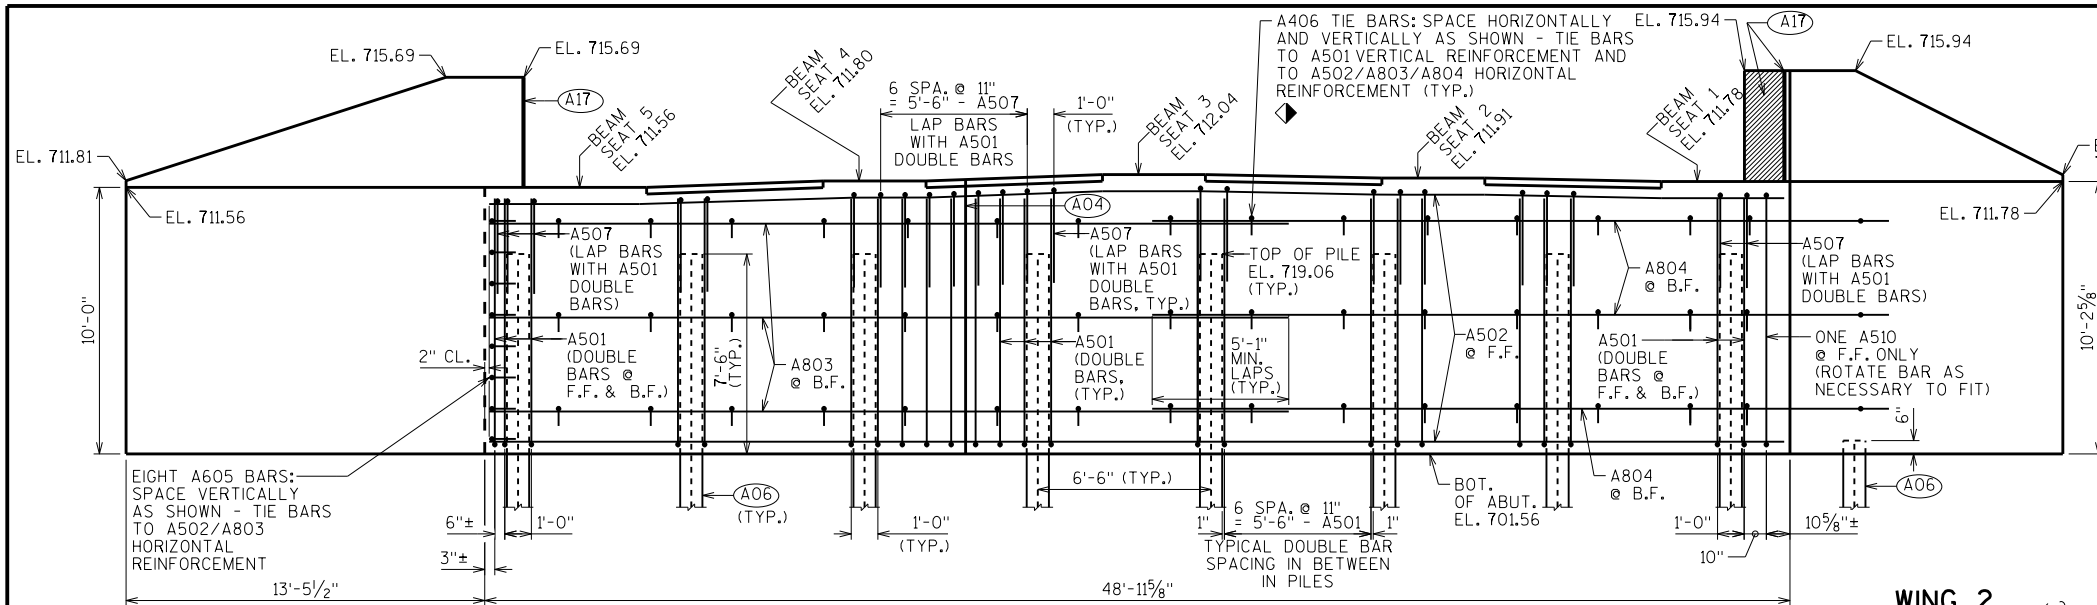 EL. 715.69
EL. 715.69
A17
BEAM
SEAT 5
EL. 711.56
BEAM
SEAT 4
EL. 711.80
6 SPA. @ 11"
= 5'-6" - A507
LAP BARS
WITH A501
DOUBLE BARS
1'-0"
(TYP.)
BEAM
SEAT 3
EL. 712.04
A406 TIE BARS: SPACE HORIZONTALLY
AND VERTICALLY AS SHOWN - TIE BARS
TO A501 VERTICAL REINFORCEMENT AND
TO A502/A803/A804 HORIZONTAL
REINFORCEMENT (TYP.)
BEAM
SEAT 2
EL. 711.91
BEAM
SEAT 1
EL. 711.78
EL. 715.94
A17
EL. 715.94
EL. 711.81
EL. 711.56
EL. 711.78
10'-0"
10'-2⅝"
A507
(LAP BARS
WITH A501
DOUBLE
BARS)
A04
A507
(LAP BARS
WITH A501
DOUBLE
BARS, TYP.)
TOP OF PILE
EL. 719.06
(TYP.)
A804
@ B.F.
A507
(LAP BARS
WITH A501
DOUBLE BARS)
2" CL.
A501
(DOUBLE
BARS @
F.F. & B.F.)
7'-6"
(TYP.)
A803
@ B.F.
A501
(DOUBLE
BARS,
(TYP.)
5'-1"
MIN.
LAPS
(TYP.)
A502
@ F.F.
A501
(DOUBLE
BARS @
F.F. & B.F.)
ONE A510
@ F.F. ONLY
(ROTATE BAR AS
NECESSARY TO FIT)
6"
EIGHT A605 BARS:
SPACE VERTICALLY
AS SHOWN - TIE BARS
TO A502/A803
HORIZONTAL
REINFORCEMENT
A06
(TYP.)
6'-6" (TYP.)
BOT.
OF ABUT.
EL. 701.56
A804
@ B.F.
A06
6"±
1'-0"
3"±
1'-0"
(TYP.)
1"
6 SPA. @ 11"
= 5'-6" - A501
1"
TYPICAL DOUBLE BAR
SPACING IN BETWEEN
IN PILES
1'-0"
10⅝"±
10"
13'-5½"
48'-11⅝"
WING 2